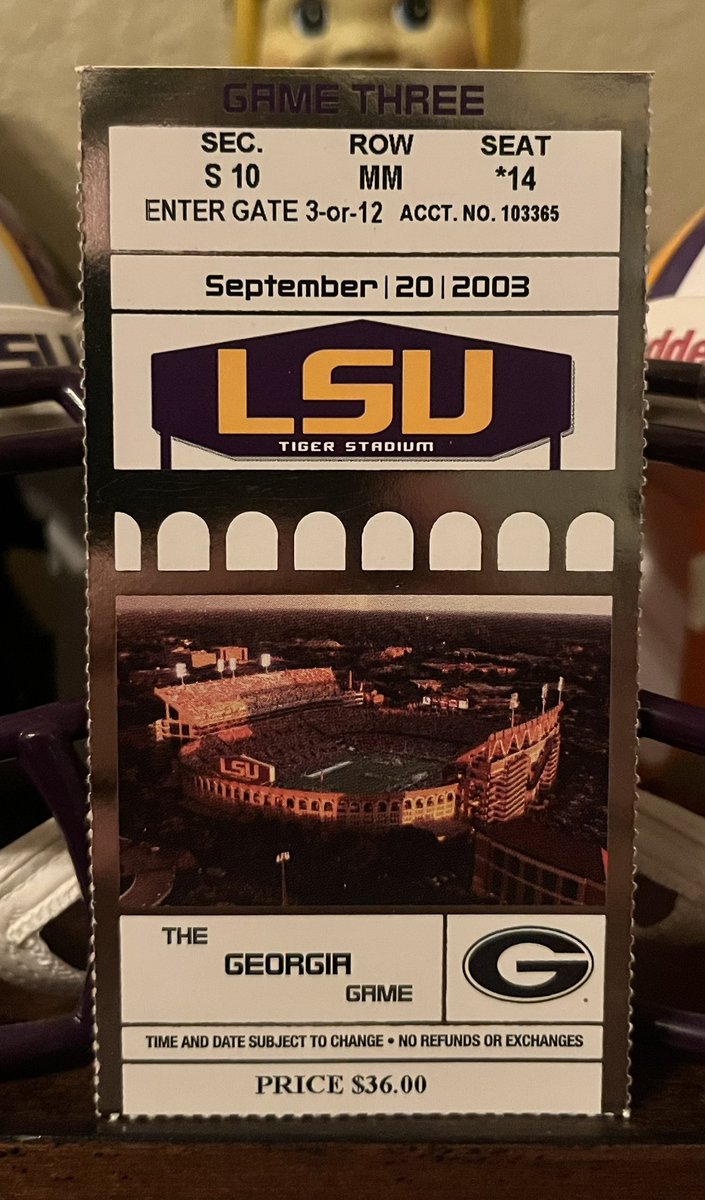 GAME THREE
SEC. ROW SEAT
S 10 MM *14
ENTER GATE 3-or-12 ACCT. NO. 103365
September | 20 | 2003
LSU
TIGER STADIUM
LSU
THE
GEORGIA
GAME
G
TIME AND DATE SUBJECT TO CHANGE • NO REFUNDS OR EXCHANGES
PRICE $36.00